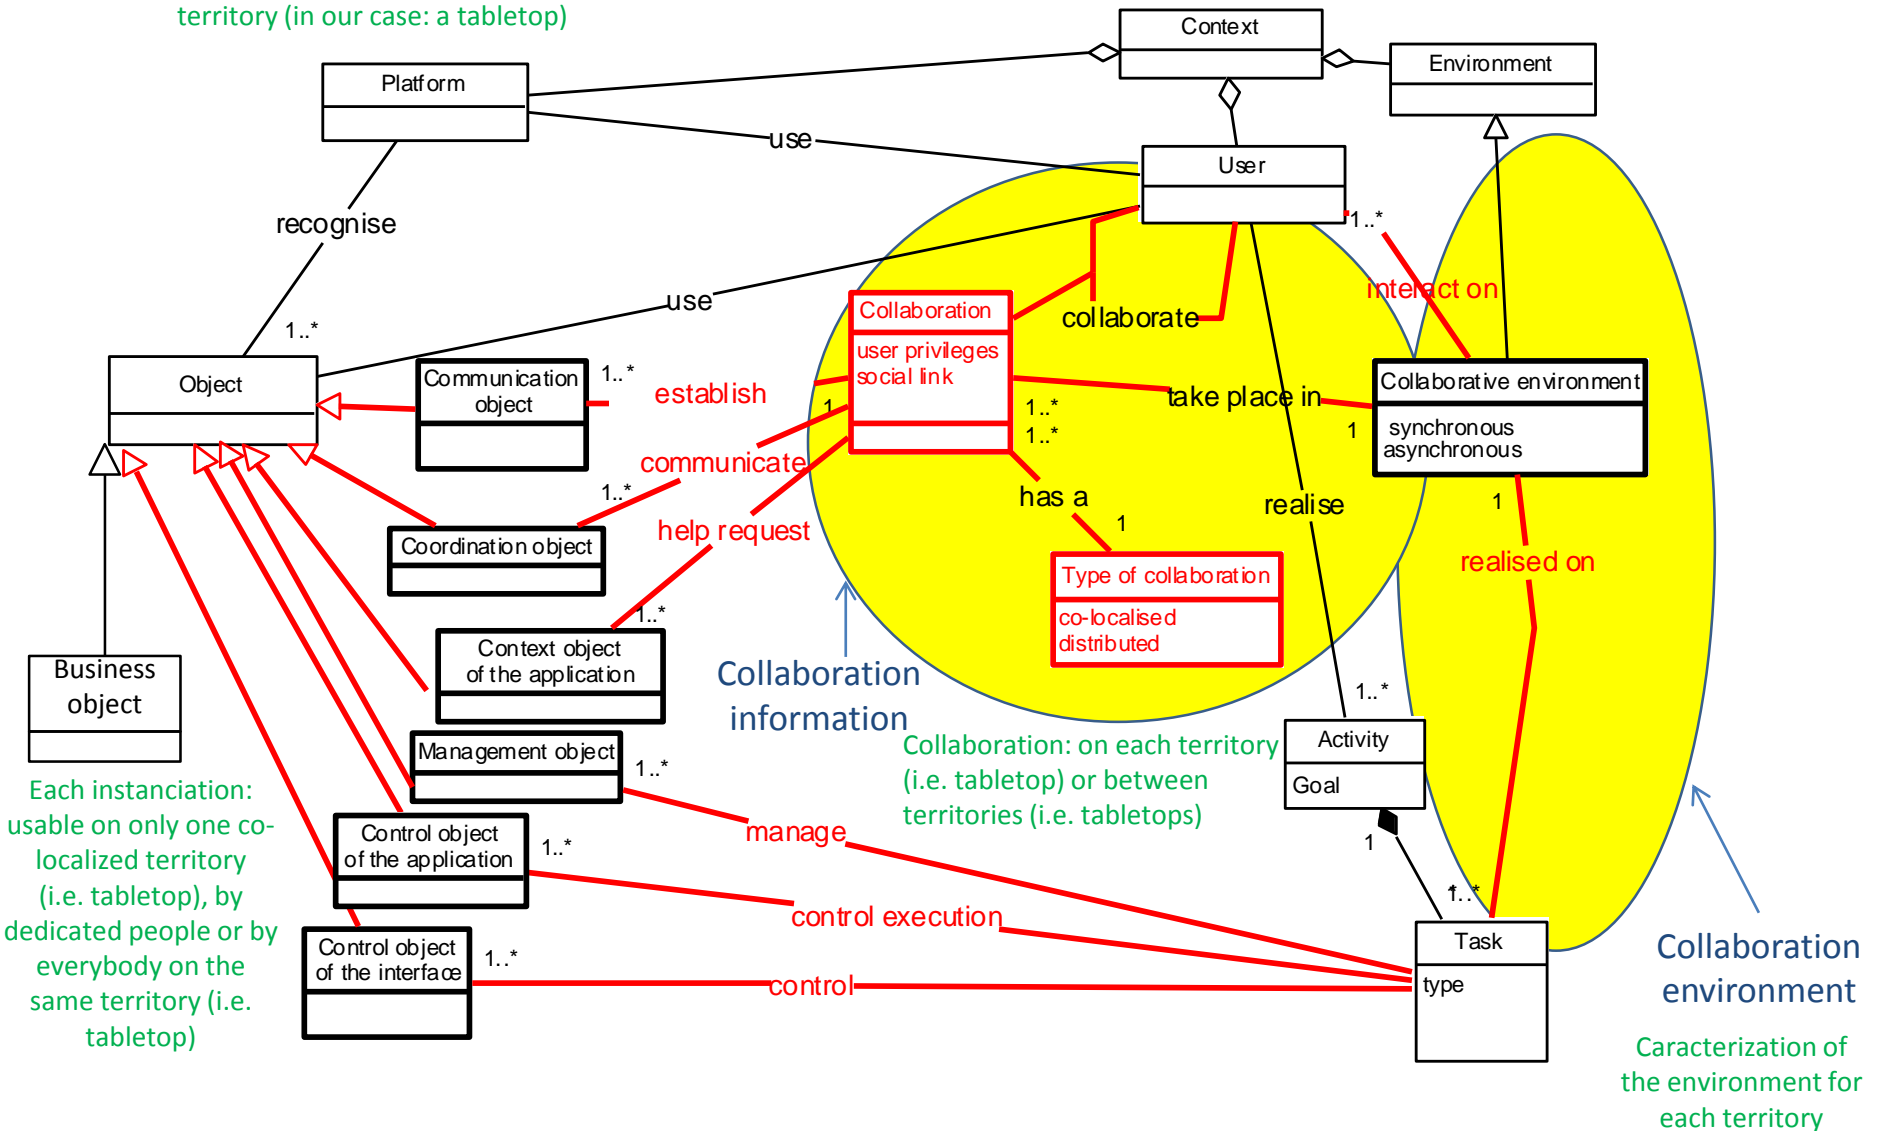 territory (in our case: a tabletop)
Context
Environment
Platform
use
User
recognise
1..*
interact on
use
1..*
Collaboration
user privileges
social link
collaborate
Object
Communication
object
1..*
establish
1
take place in
1..*
1..*
1
Collaborative environment
synchronous
asynchronous
communicate
1..*
help request
has a
1
realise
1
Coordination object
realised on
Type of collaboration
co-localised
distributed
1..*
Context object
of the application
Business
object
Collaboration
information
1..*
Management object
1..*
Collaboration: on each territory
(i.e. tabletop) or between
territories (i.e. tabletops)
Activity
Goal
Each instanciation:
usable on only one co-
localized territory
(i.e. tabletop), by
dedicated people or by
everybody on the
same territory (i.e.
tabletop)
Control object
of the application
1..*
manage
1
1..*
control execution
Control object
of the interface
1..*
control
Task
type
Collaboration
environment
Caracterization of
the environment for
each territory